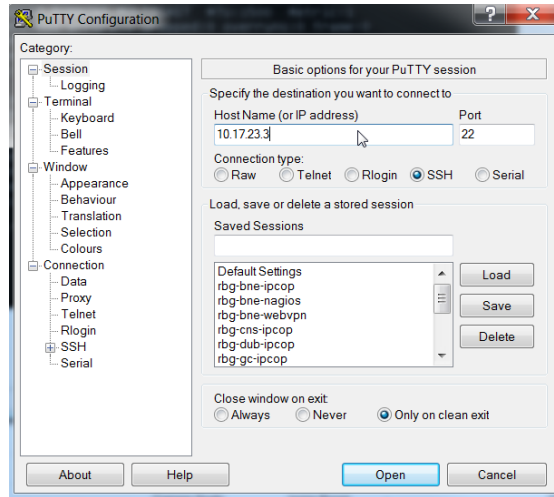 PuTTY Configuration
Category:
Session
Logging
Terminal
Keyboard
Bell
Features
Window
Appearance
Behaviour
Translation
Selection
Colours
Connection
Data
Proxy
Telnet
Rlogin
SSH
Serial
Basic options for your PuTTY session
Specify the destination you want to connect to
Host Name (or IP address) Port
10.17.23.3 22
Connection type:
Raw Telnet Rlogin SSH Serial
Load, save or delete a stored session
Saved Sessions
Default Settings
rbg-bne-ipcop
rbg-bne-nagios
rbg-bne-webvpn
rbg-cns-ipcop
rbg-dub-ipcop
rbg-gc-ipcop
Load
Save
Delete
Close window on exit:
Always Never Only on clean exit
About Help Open Cancel